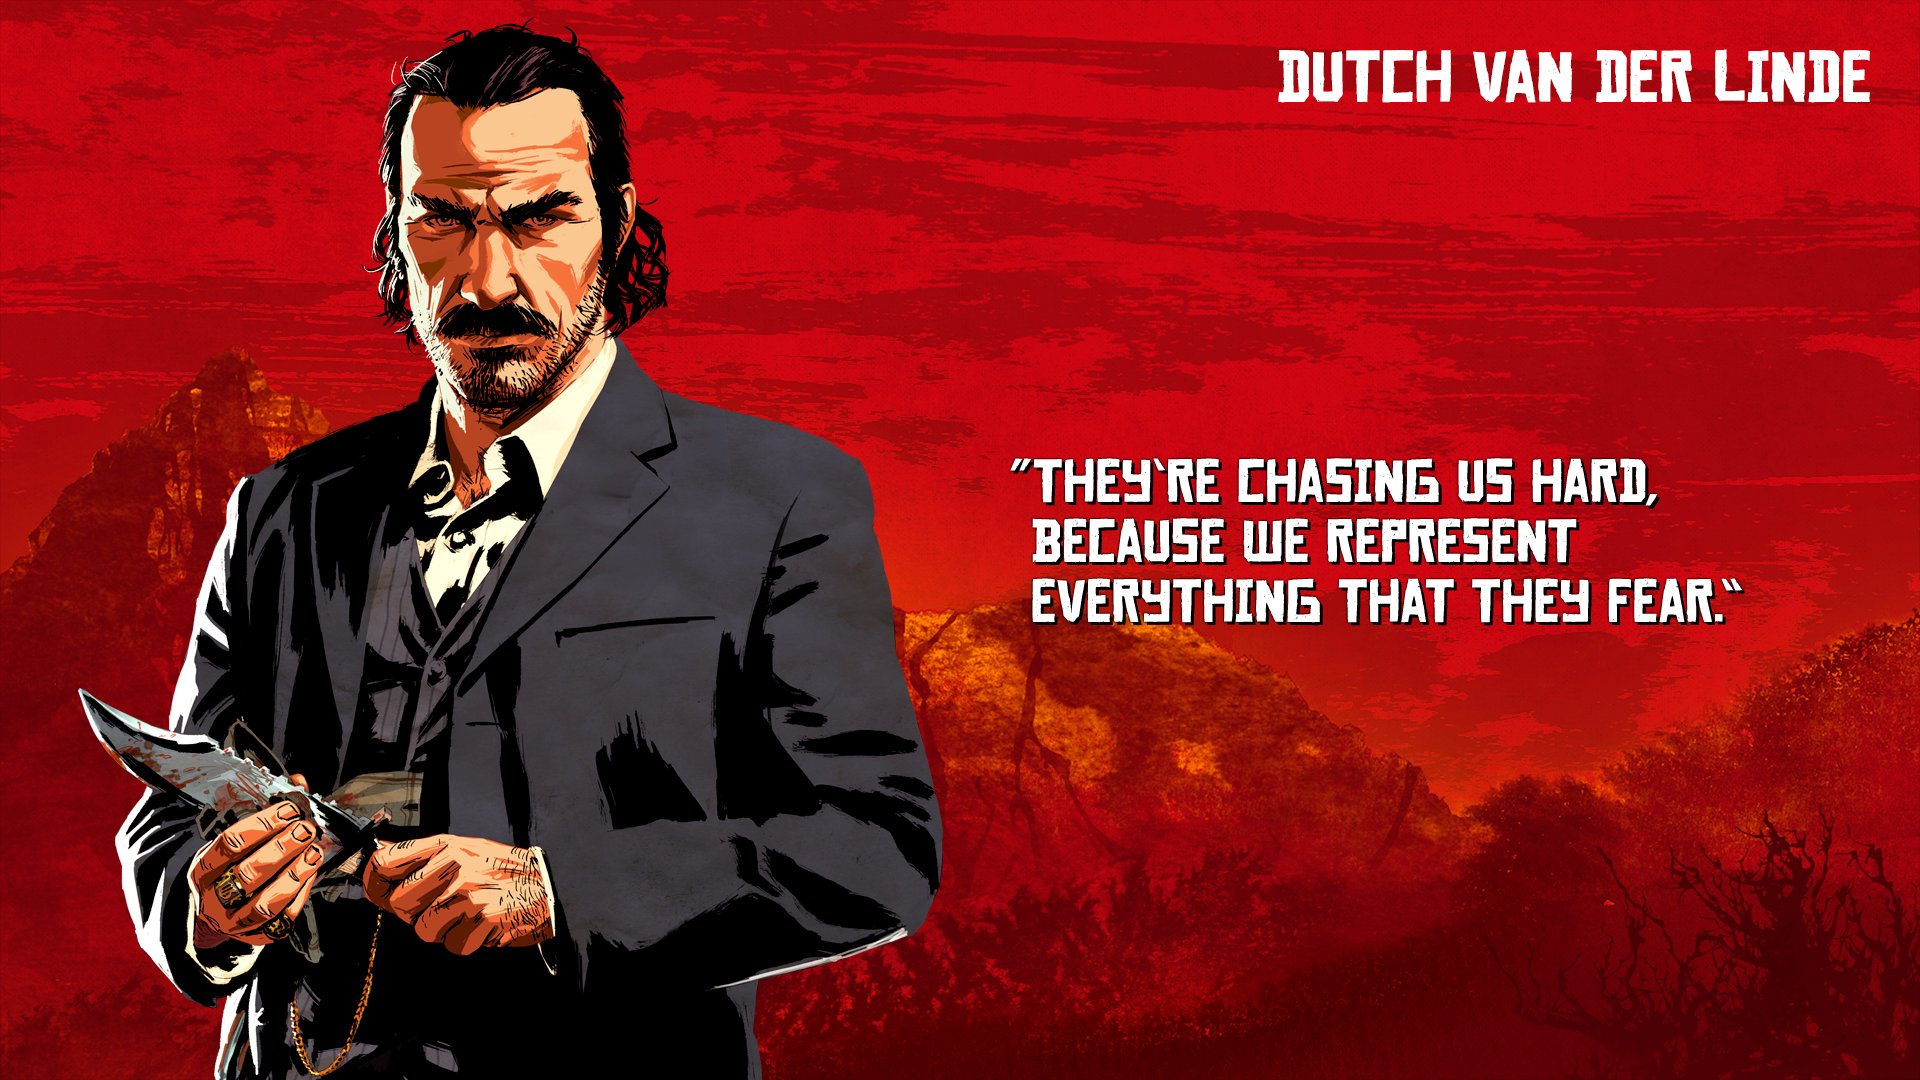 DUTCH VAN DER LINDE
"THEY'RE CHASING US HARD,
BECAUSE WE REPRESENT
EVERYTHING THAT THEY FEAR."